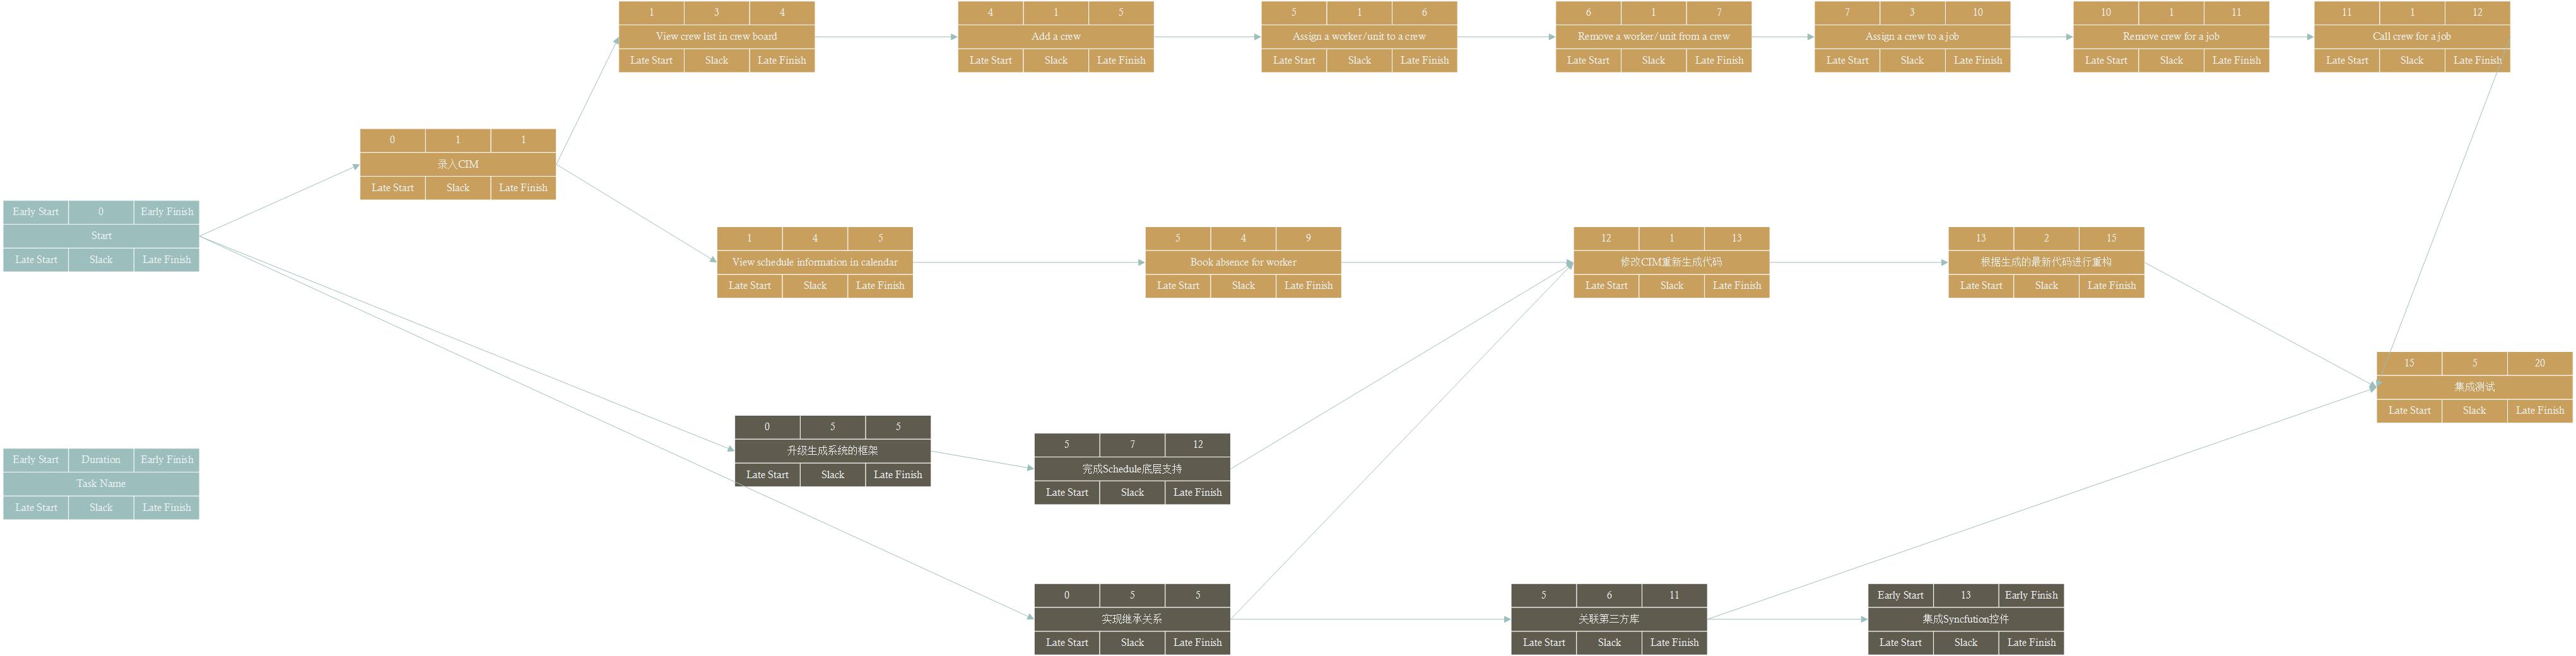 1 3 4
View crew list in crew board
Late Start Slack Late Finish
4 1 5
Add a crew
Late Start Slack Late Finish
5 1 6
Assign a worker/unit to a crew
Late Start Slack Late Finish
6 1 7
Remove a worker/unit from a crew
Late Start Slack Late Finish
7 3 10
Assign a crew to a job
Late Start Slack Late Finish
10 1 11
Remove crew for a job
Late Start Slack Late Finish
11 1 12
Call crew for a job
Late Start Slack Late Finish
0 1 1
录入CIM
Late Start Slack Late Finish
Early Start 0 Early Finish
Start
Late Start Slack Late Finish
1 4 5
View schedule information in calendar
Late Start Slack Late Finish
5 4 9
Book absence for worker
Late Start Slack Late Finish
12 1 13
修改CIM重新生成代码
Late Start Slack Late Finish
13 2 15
根据生成的最新代码进行重构
Late Start Slack Late Finish
15 5 20
集成测试
Late Start Slack Late Finish
0 5 5
升级生成系统的框架
Late Start Slack Late Finish
5 7 12
完成Schedule底层支持
Late Start Slack Late Finish
Early Start Duration Early Finish
Task Name
Late Start Slack Late Finish
0 5 5
实现继承关系
Late Start Slack Late Finish
5 6 11
关联第三方库
Late Start Slack Late Finish
Early Start 13 Early Finish
集成Syncfution控件
Late Start Slack Late Finish